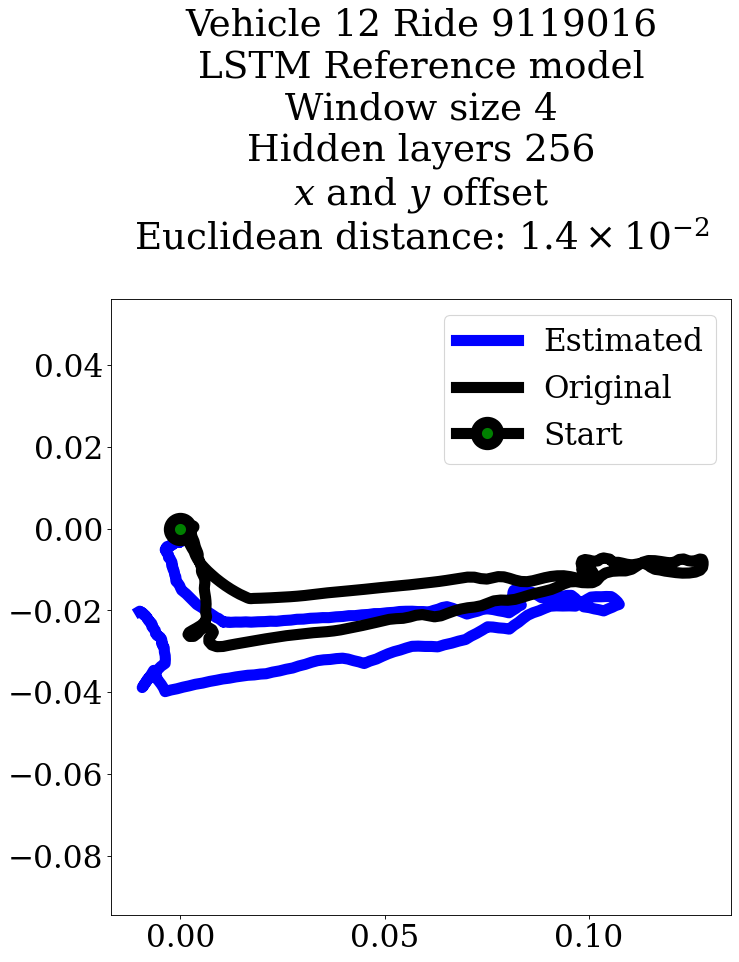 Vehicle 12 Ride 9119016
LSTM Reference model
Window size 4
Hidden layers 256
x and y offset
Euclidean distance: 1.4 × 10⁻²
Estimated
Original
Start
0.04
0.02
0.00
−0.02
−0.04
−0.06
−0.08
0.00 0.05 0.10